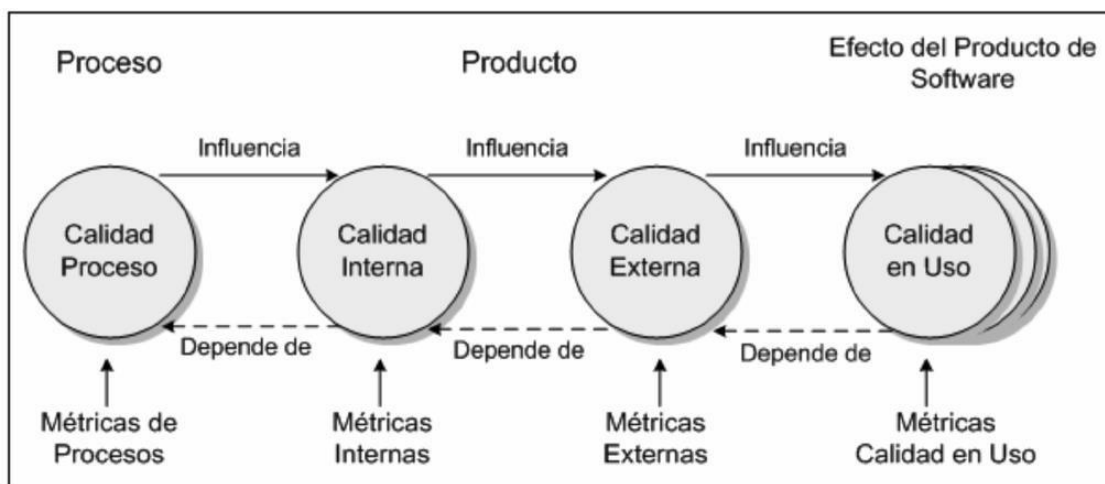 Proceso
Producto
Efecto del Producto de
Software
Influencia
Influencia
Influencia
Calidad
Proceso
Calidad
Interna
Calidad
Externa
Calidad
en Uso
Depende de
Depende de
Depende de
Métricas de
Procesos
Métricas
Internas
Métricas
Externas
Métricas
Calidad en Uso